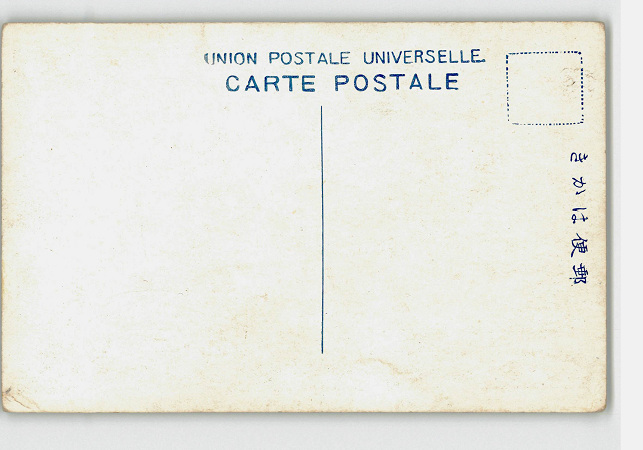 UNION POSTALE UNIVERSELLE.
CARTE POSTALE
郵便はかき